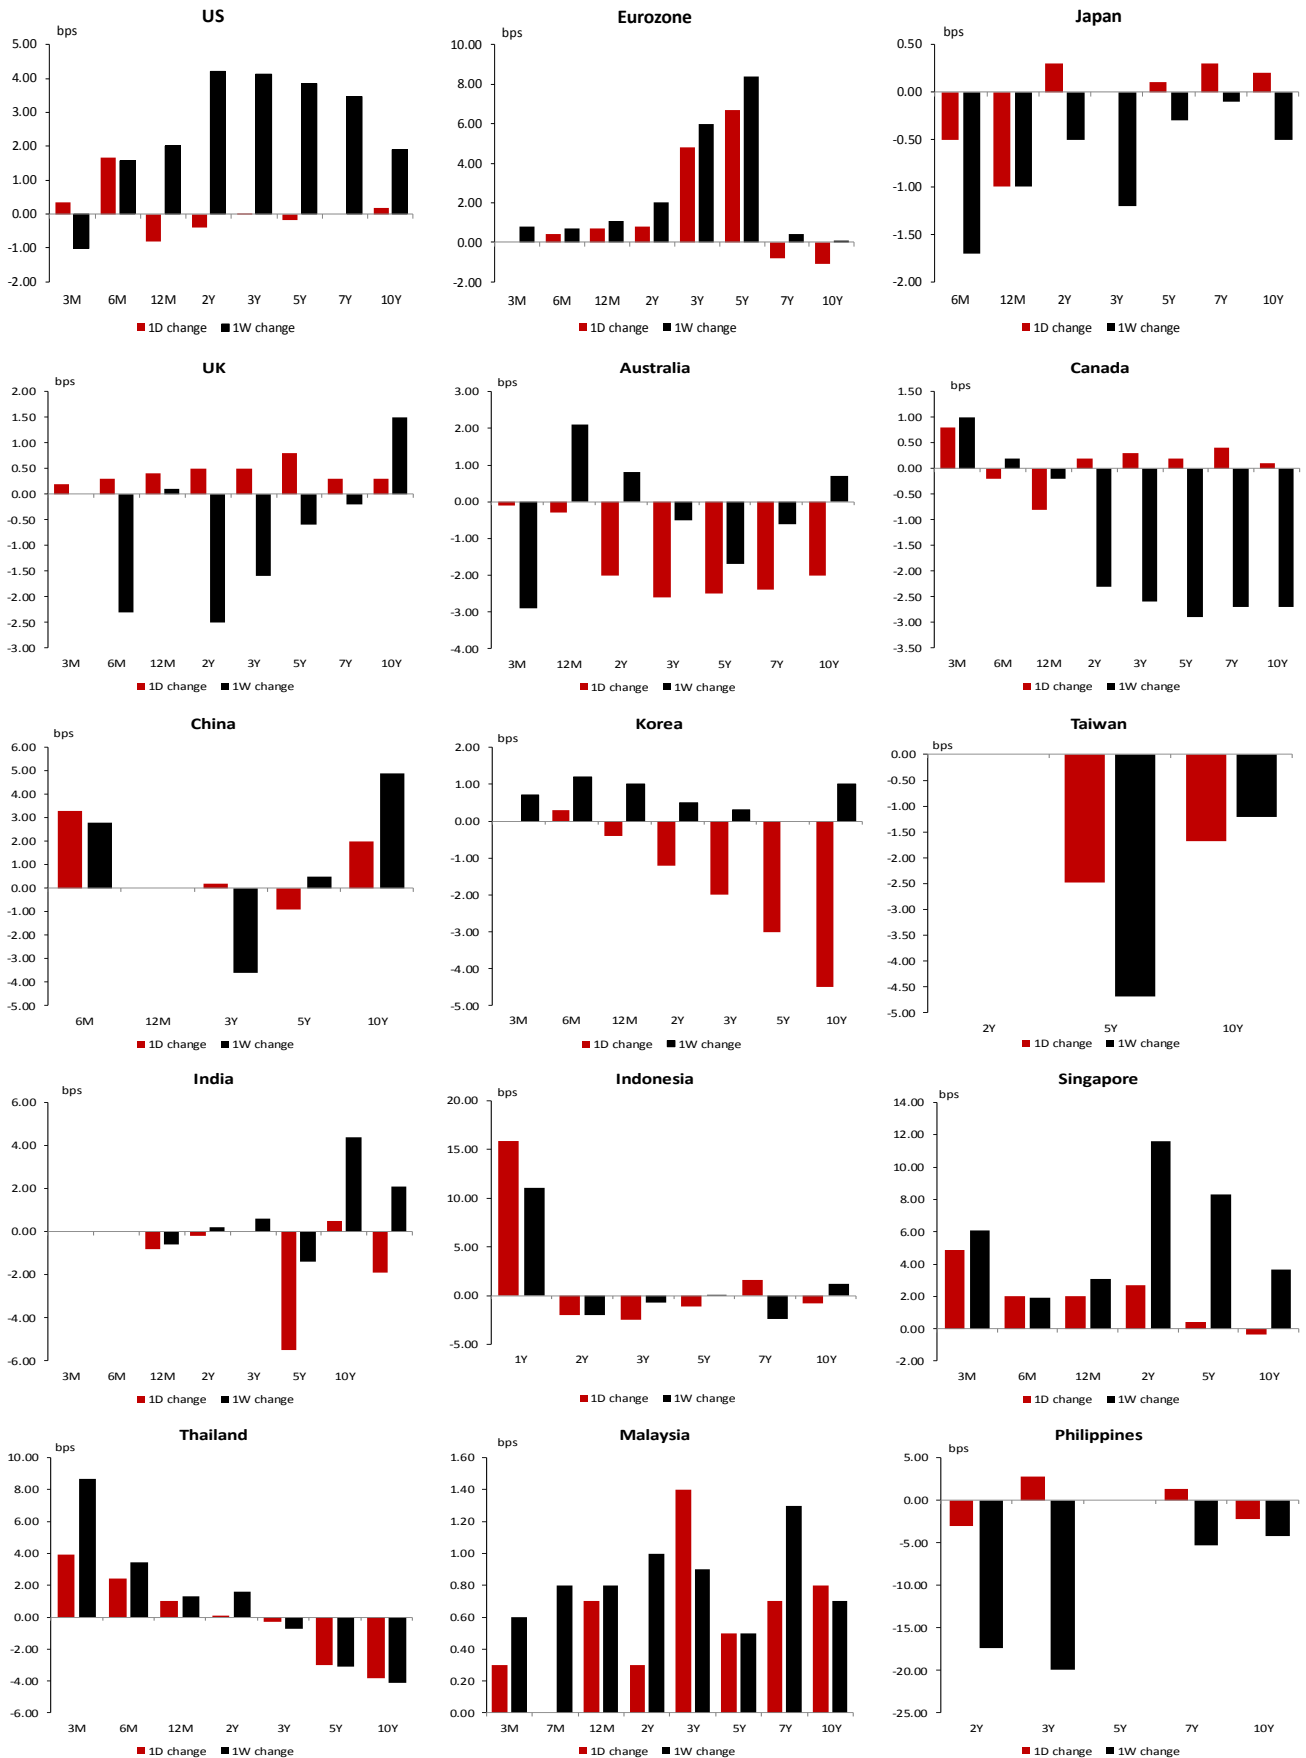 US
bps
5.00
4.00
3.00
2.00
1.00
0.00
-1.00
-2.00
3M 6M 12M 2Y 3Y 5Y 7Y 10Y
1D change 1W change
Eurozone
bps
10.00
8.00
6.00
4.00
2.00
0.00
-2.00
3M 6M 12M 2Y 3Y 5Y 7Y 10Y
1D change 1W change
Japan
bps
0.50
0.00
-0.50
-1.00
-1.50
-2.00
6M 12M 2Y 3Y 5Y 7Y 10Y
1D change 1W change
UK
bps
2.00
1.50
1.00
0.50
0.00
-0.50
-1.00
-1.50
-2.00
-2.50
-3.00
3M 6M 12M 2Y 3Y 5Y 7Y 10Y
1D change 1W change
Australia
bps
3.00
2.00
1.00
0.00
-1.00
-2.00
-3.00
-4.00
3M 12M 2Y 3Y 5Y 7Y 10Y
1D change 1W change
Canada
bps
1.50
1.00
0.50
0.00
-0.50
-1.00
-1.50
-2.00
-2.50
-3.00
-3.50
3M 6M 12M 2Y 3Y 5Y 7Y 10Y
1D change 1W change
China
bps
6.00
5.00
4.00
3.00
2.00
1.00
0.00
-1.00
-2.00
-3.00
-4.00
-5.00
6M 12M 3Y 5Y 10Y
1D change 1W change
Korea
bps
2.00
1.00
0.00
-1.00
-2.00
-3.00
-4.00
-5.00
3M 6M 12M 2Y 3Y 5Y 10Y
1D change 1W change
Taiwan
bps
0.00
-0.50
-1.00
-1.50
-2.00
-2.50
-3.00
-3.50
-4.00
-4.50
-5.00
2Y 5Y 10Y
1D change 1W change
India
bps
6.00
4.00
2.00
0.00
-2.00
-4.00
-6.00
3M 6M 12M 2Y 3Y 5Y 10Y
1D change 1W change
Indonesia
bps
20.00
15.00
10.00
5.00
0.00
-5.00
1Y 2Y 3Y 5Y 7Y 10Y
1D change 1W change
Singapore
bps
14.00
12.00
10.00
8.00
6.00
4.00
2.00
0.00
-2.00
3M 6M 12M 2Y 5Y 10Y
1D change 1W change
Thailand
bps
10.00
8.00
6.00
4.00
2.00
0.00
-2.00
-4.00
-6.00
3M 6M 12M 2Y 3Y 5Y 10Y
1D change 1W change
Malaysia
bps
1.60
1.40
1.20
1.00
0.80
0.60
0.40
0.20
0.00
3M 7M 12M 2Y 3Y 5Y 7Y 10Y
1D change 1W change
Philippines
bps
5.00
0.00
-5.00
-10.00
-15.00
-20.00
-25.00
2Y 3Y 5Y 7Y 10Y
1D change 1W change